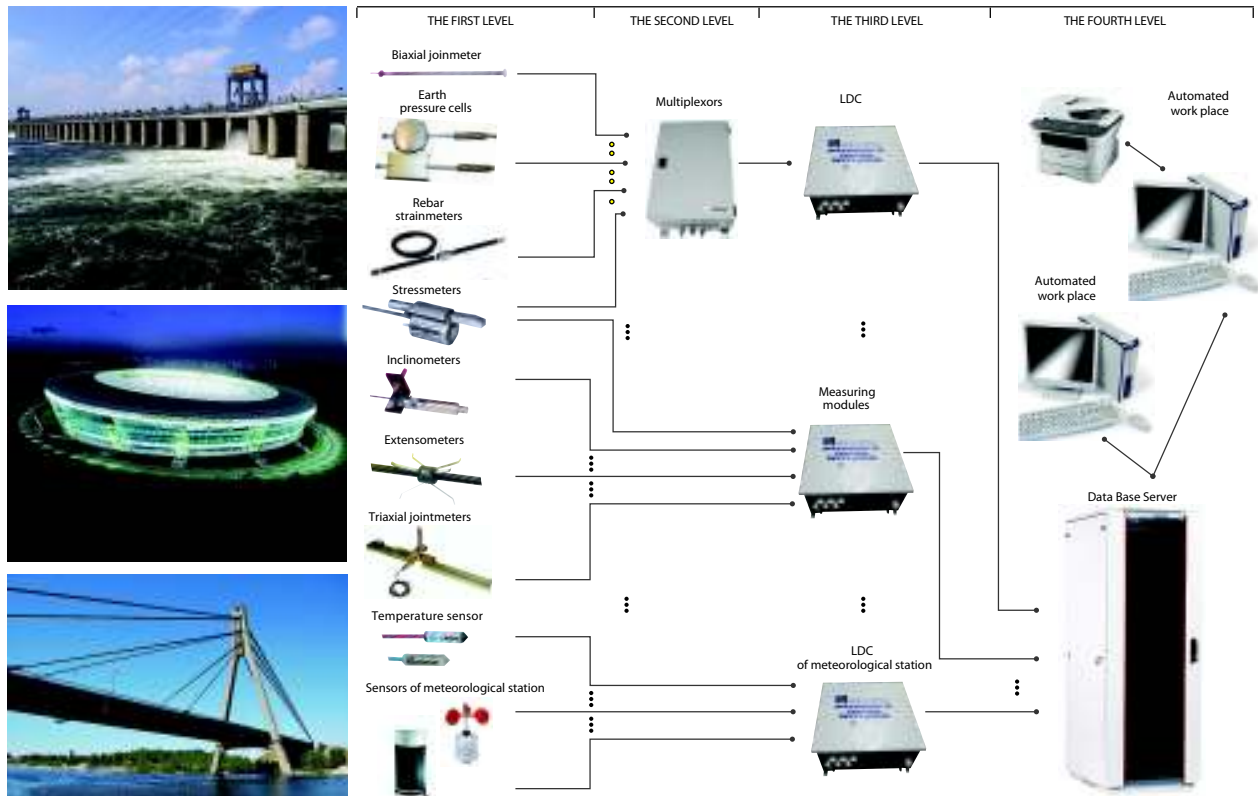 THE FIRST LEVEL
THE SECOND LEVEL
THE THIRD LEVEL
THE FOURTH LEVEL
Biaxial joinmeter
Earth
pressure cells
Rebar
strainmeters
Stressmeters
Inclinometers
Extensometers
Triaxial jointmeters
Temperature sensor
Sensors of meteorological station
Multiplexors
LDC
Measuring
modules
LDC
of meteorological station
Automated
work place
Automated
work place
Data Base Server